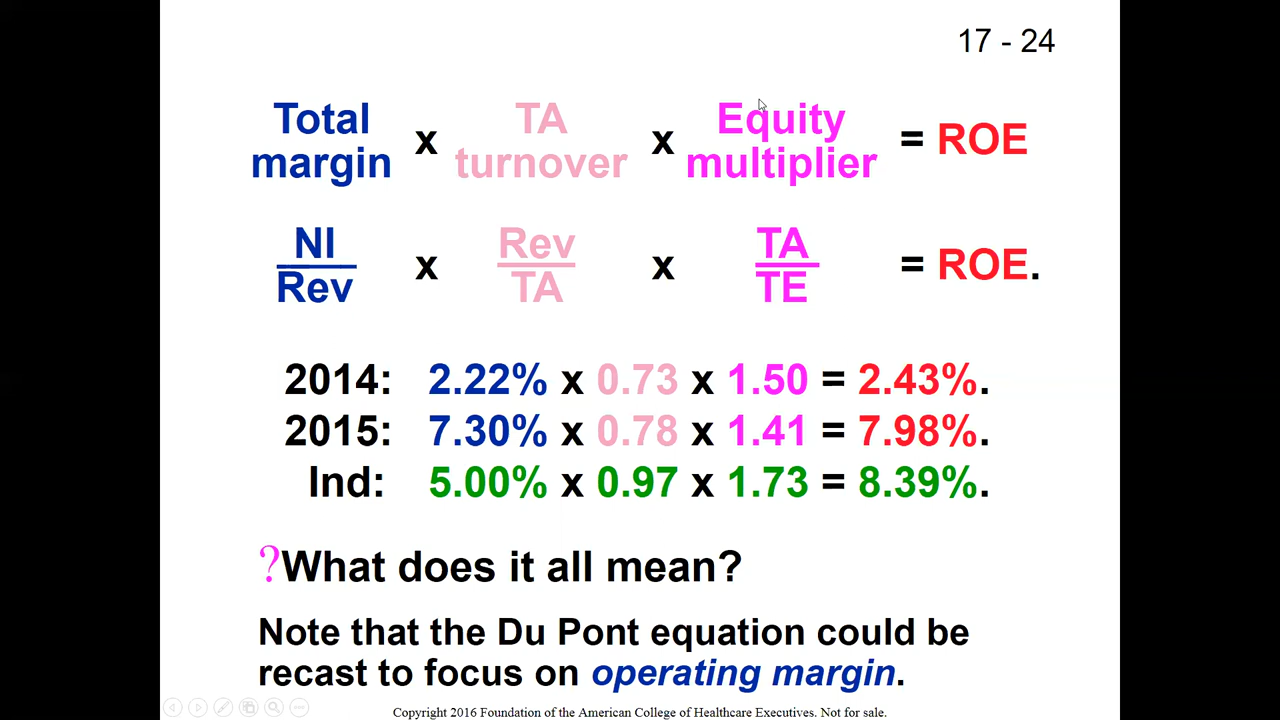 17 - 24
Total margin x TA turnover x Equity multiplier = ROE
NI/Rev x Rev/TA x TA/TE = ROE.
2014: 2.22% x 0.73 x 1.50 = 2.43%.
2015: 7.30% x 0.78 x 1.41 = 7.98%.
Ind: 5.00% x 0.97 x 1.73 = 8.39%.
?What does it all mean?
Note that the Du Pont equation could be
recast to focus on operating margin.
Copyright 2016 Foundation of the American College of Healthcare Executives. Not for sale.